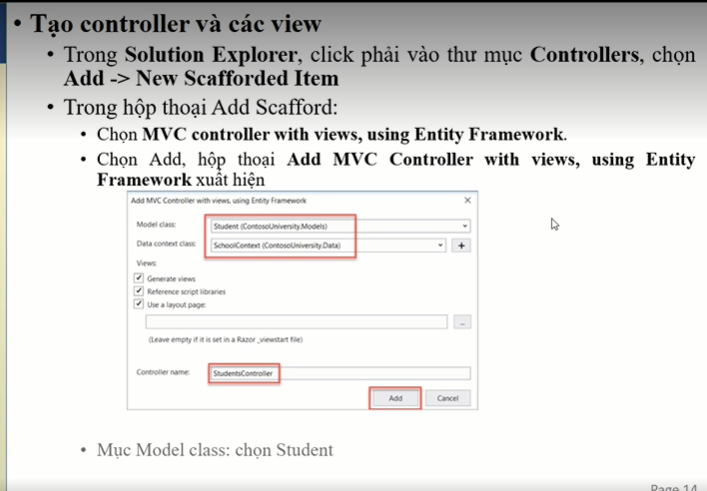 • Tạo controller và các view
• Trong Solution Explorer, click phải vào thư mục Controllers, chọn
Add -> New Scafforded Item
• Trong hộp thoại Add Scafford:
• Chọn MVC controller with views, using Entity Framework.
• Chọn Add, hộp thoại Add MVC Controller with views, using Entity
Framework xuất hiện
Add MVC Controller with views, using Entity Framework ×
Model class: Student (ContosoUniversity.Models)
Data context class: SchoolContext (ContosoUniversity.Data) +
Views:
Generate views
Reference script libraries
Use a layout page:
...
(Leave empty if it is set in a Razor _viewstart file)
Controller name: StudentsController
Add Cancel
• Mục Model class: chọn Student
Page 14